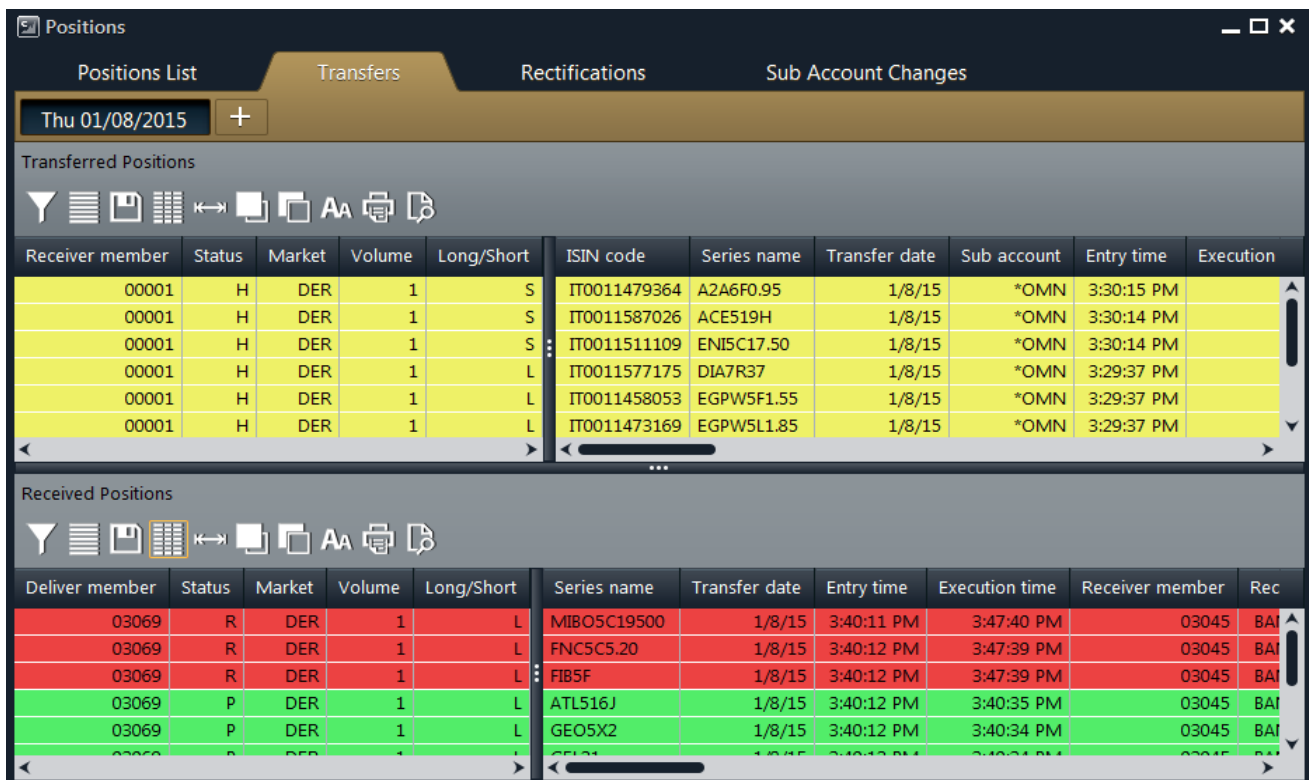 Positions
Positions List Transfers Rectifications Sub Account Changes
Thu 01/08/2015 +
Transferred Positions
AA
Receiver member Status Market Volume Long/Short ISIN code Series name Transfer date Sub account Entry time Execution
00001 H DER 1 S IT0011479364 A2A6F0.95 1/8/15 *OMN 3:30:15 PM
00001 H DER 1 S IT0011587026 ACE519H 1/8/15 *OMN 3:30:14 PM
00001 H DER 1 S IT0011511109 ENI5C17.50 1/8/15 *OMN 3:30:14 PM
00001 H DER 1 L IT0011577175 DIA7R37 1/8/15 *OMN 3:29:37 PM
00001 H DER 1 L IT0011458053 EGPW5F1.55 1/8/15 *OMN 3:29:37 PM
00001 H DER 1 L IT0011473169 EGPW5L1.85 1/8/15 *OMN 3:29:37 PM
Received Positions
AA
Deliver member Status Market Volume Long/Short Series name Transfer date Entry time Execution time Receiver member Rec
03069 R DER 1 L MIBO5C19500 1/8/15 3:40:11 PM 3:47:40 PM 03045 BAN
03069 R DER 1 L FNC5C5.20 1/8/15 3:40:12 PM 3:47:39 PM 03045 BAN
03069 R DER 1 L FIB5F 1/8/15 3:40:12 PM 3:47:39 PM 03045 BAN
03069 P DER 1 L ATL516J 1/8/15 3:40:12 PM 3:40:35 PM 03045 BAN
03069 P DER 1 L GEO5X2 1/8/15 3:40:12 PM 3:40:34 PM 03045 BAN